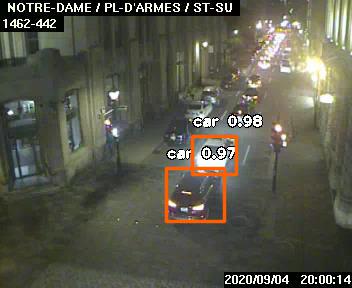 NOTRE-DAME / PL-D'ARMES / ST-SU
1462-442
car 0.98
car 0.97
2020/09/04 20:00:14